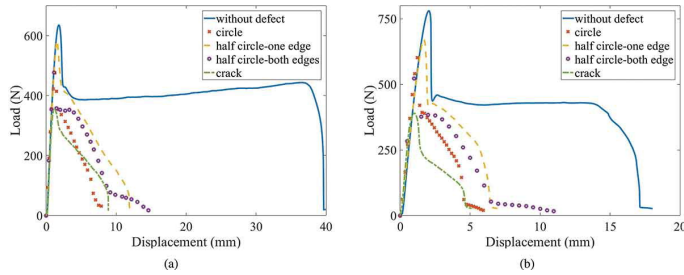 600
400
200
0
Load (N)
0
10
20
30
40
Displacement (mm)
without defect
circle
half circle-one edge
half circle-both edges
crack
(a)
750
500
250
0
Load (N)
0
5
10
15
20
Displacement (mm)
without defect
circle
half circle-one edge
half circle-both edges
crack
(b)